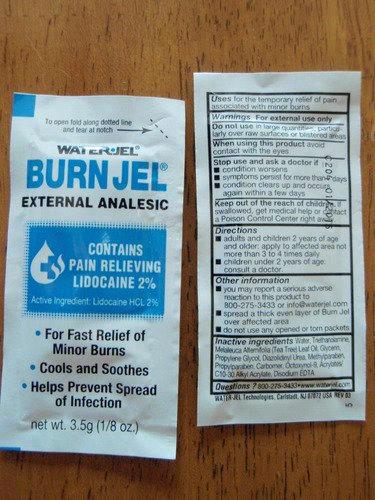 To open fold along dotted line
and tear at notch
WATER·JEL®
BURN JEL®
EXTERNAL ANALESIC
CONTAINS
PAIN RELIEVING
LIDOCAINE 2%
Active Ingredient: Lidocaine HCL 2%
• For Fast Relief of
Minor Burns
• Cools and Soothes
• Helps Prevent Spread
of Infection
net wt. 3.5g (1/8 oz.)
Uses for the temporary relief of pain
associated with minor burns
Warnings For external use only
Do not use in large quantities, particu-
larly over raw surfaces or blistered areas
When using this product avoid
contact with the eyes
Stop use and ask a doctor if
■ condition worsens
■ symptoms persist for more than 7 days
■ condition clears up and occurs
again within a few days
Keep out of the reach of children. If
swallowed, get medical help or contact
a Poison Control Center right away
Directions
■ adults and children 2 years of age
and older: apply to affected area not
more than 3 to 4 times daily
■ children under 2 years of age:
consult a doctor
Other information
■ you may report a serious adverse
reaction to this product to
800-275-3433 or info@waterjel.com
■ spread a thick even layer of Burn Jel
over affected area
■ do not use any opened or torn packets
Inactive ingredients Water, Triethanolamine,
Melaleuca Alternifolia (Tea Tree) Leaf Oil, Glycerin,
Propylene Glycol, Diazolidinyl Urea, Methylparaben,
Propylparaben, Carbomer, Octoxynol-9, Acrylates/
C10-30 Alkyl Acrylate, Disodium EDTA
Questions? 800-275-3433•www.waterjel.com
WATER-JEL Technologies, Carlstadt, NJ 07072 USA REV 03